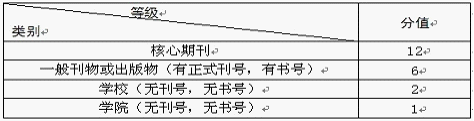 等级
类别
分值
核心期刊 12
一般刊物或出版物（有正式刊号，有书号） 6
学校（无刊号，无书号） 2
学院（无刊号，无书号） 1